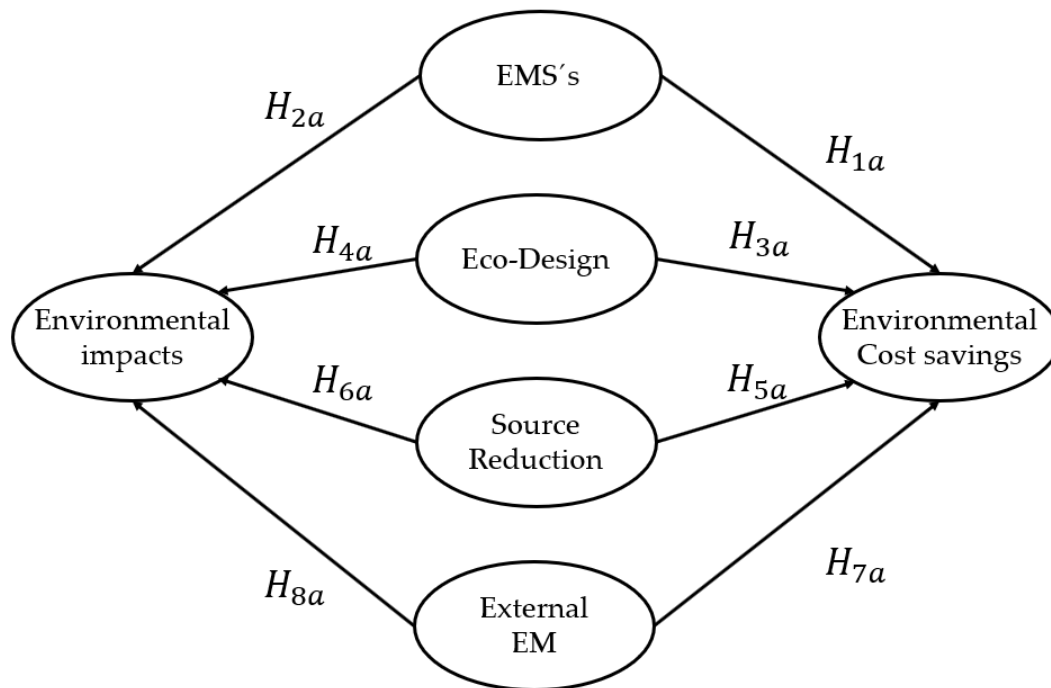 EMS´s
H2a
H1a
H4a
Eco-Design
H3a
Environmental
impacts
Environmental
Cost savings
H6a
Source
Reduction
H5a
H8a
External
EM
H7a